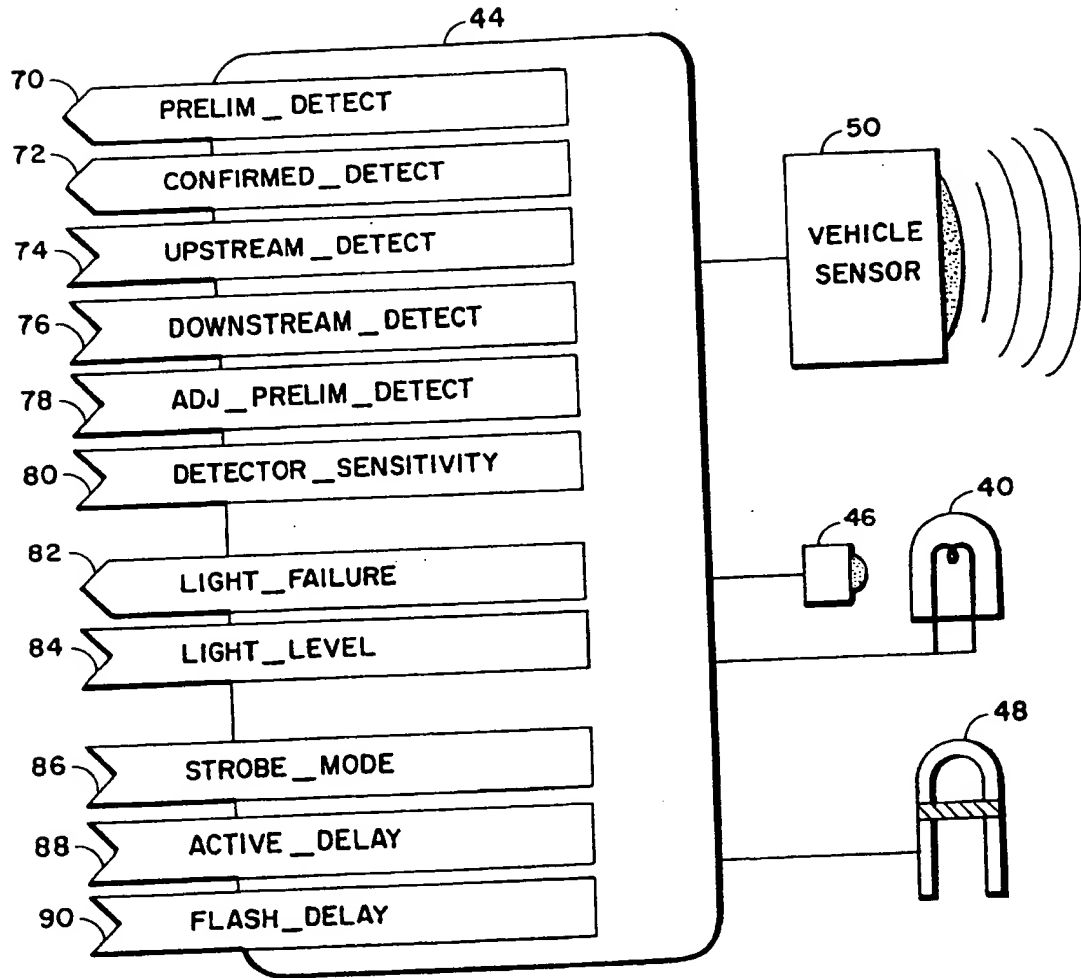 44
70
PRELIM_DETECT
72
CONFIRMED_DETECT
74
UPSTREAM_DETECT
76
DOWNSTREAM_DETECT
78
ADJ_PRELIM_DETECT
80
DETECTOR_SENSITIVITY
82
LIGHT_FAILURE
84
LIGHT_LEVEL
86
STROBE_MODE
88
ACTIVE_DELAY
90
FLASH_DELAY
50
VEHICLE
SENSOR
46
40
48